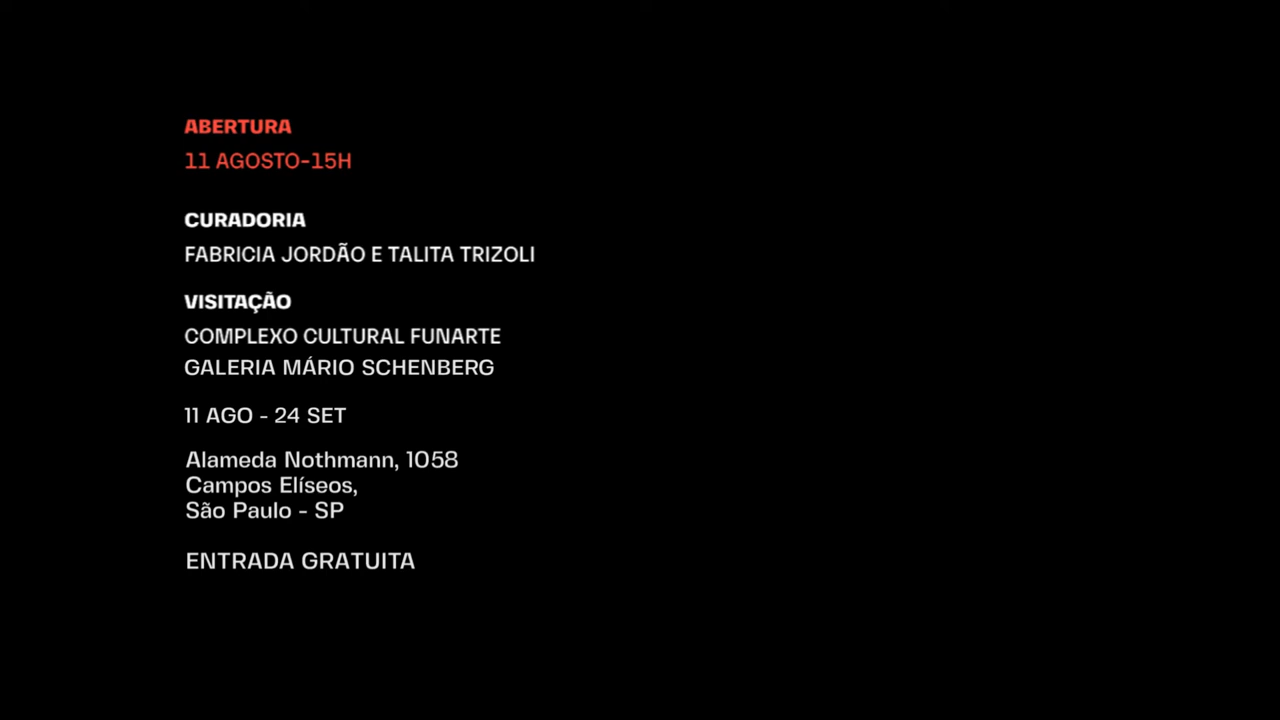 ABERTURA
11 AGOSTO-15H
CURADORIA
FABRICIA JORDÃO E TALITA TRIZOLI
VISITAÇÃO
COMPLEXO CULTURAL FUNARTE
GALERIA MÁRIO SCHENBERG
11 AGO - 24 SET
Alameda Nothmann, 1058
Campos Elíseos,
São Paulo - SP
ENTRADA GRATUITA